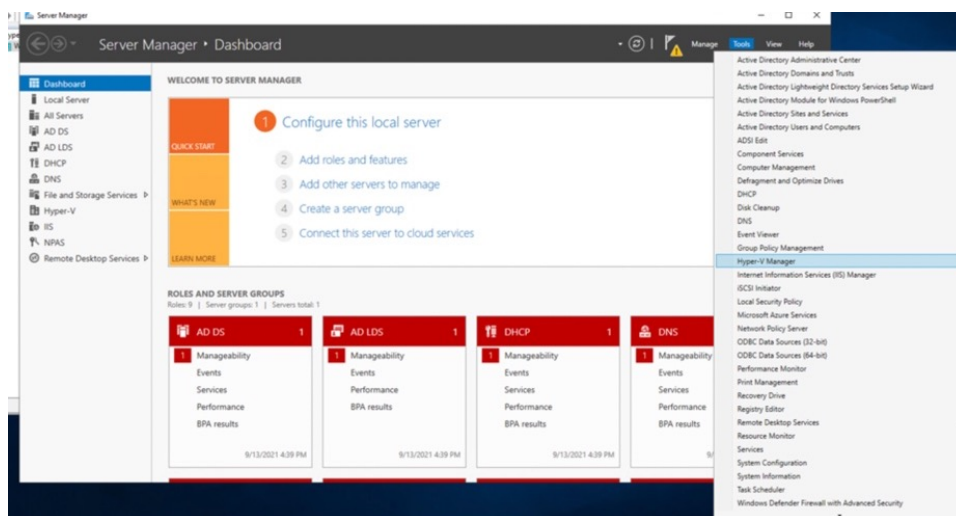 Server Manager
Server Manager • Dashboard
Manage Tools View Help
Dashboard
Local Server
All Servers
AD DS
AD LDS
DHCP
DNS
File and Storage Services
Hyper-V
IIS
NPAS
Remote Desktop Services
WELCOME TO SERVER MANAGER
QUICK START
WHAT'S NEW
LEARN MORE
1 Configure this local server
2 Add roles and features
3 Add other servers to manage
4 Create a server group
5 Connect this server to cloud services
ROLES AND SERVER GROUPS
Roles: 9 | Server groups: 1 | Servers total: 1
AD DS 1
1 Manageability
Events
Services
Performance
BPA results
9/13/2021 4:39 PM
AD LDS 1
1 Manageability
Events
Performance
BPA results
9/13/2021 4:39 PM
DHCP 1
1 Manageability
Events
Services
Performance
BPA results
9/13/2021 4:39 PM
DNS
1 Manageability
Events
Services
Performance
BPA results
Active Directory Administrative Center
Active Directory Domains and Trusts
Active Directory Lightweight Directory Services Setup Wizard
Active Directory Module for Windows PowerShell
Active Directory Sites and Services
Active Directory Users and Computers
ADSI Edit
Component Services
Computer Management
Defragment and Optimize Drives
DHCP
Disk Cleanup
DNS
Event Viewer
Group Policy Management
Hyper-V Manager
Internet Information Services (IIS) Manager
iSCSI Initiator
Local Security Policy
Microsoft Azure Services
Network Policy Server
ODBC Data Sources (32-bit)
ODBC Data Sources (64-bit)
Performance Monitor
Print Management
Recovery Drive
Registry Editor
Remote Desktop Services
Resource Monitor
Services
System Configuration
System Information
Task Scheduler
Windows Defender Firewall with Advanced Security